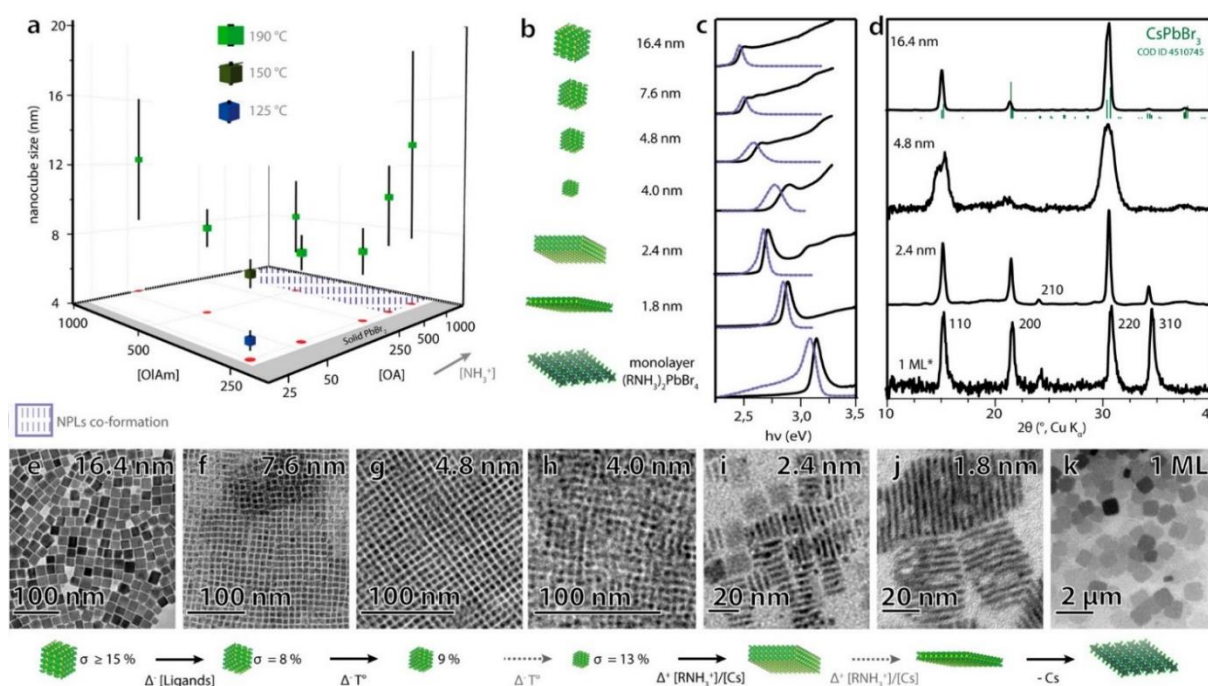 a
20
16
12
8
4
nanocube size (nm)
190 °C
150 °C
125 °C
1000
500
250
[OlAm]
25
50
250
500
1000
[OA]
Solid PbBr
[NH₃⁺]
NPLs co-formation
b
16.4 nm
7.6 nm
4.8 nm
4.0 nm
2.4 nm
1.8 nm
monolayer
(RNH₃)₂PbBr₄
c
2,5
3,0
3,5
hν (eV)
d
CsPbBr₃
COD ID 4510745
16.4 nm
4.8 nm
2.4 nm
210
1 ML*
110
200
220
310
10
20
30
2θ (°, Cu Kα)
e 16.4 nm
100 nm
f 7.6 nm
100 nm
g 4.8 nm
100 nm
h 4.0 nm
100 nm
i 2.4 nm
20 nm
j 1.8 nm
20 nm
k 1 ML
2 µm
σ ≥ 15 %
Δ⁻ [Ligands]
σ = 8 %
Δ⁻ T°
9 %
Δ⁻ T°
σ = 13 %
Δ⁺ [RNH₃⁺]/[Cs]
Δ⁺ [RNH₃⁺]/[Cs]
- Cs